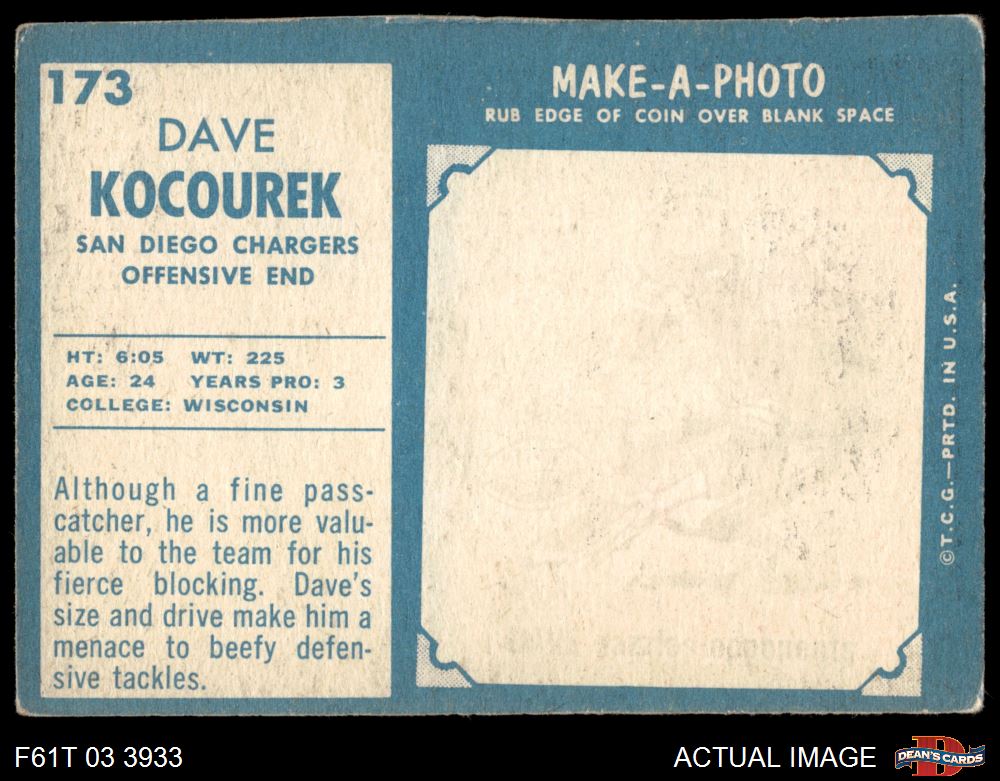 173
DAVE
KOCOUREK
SAN DIEGO CHARGERS
OFFENSIVE END
HT: 6:05 WT: 225
AGE: 24 YEARS PRO: 3
COLLEGE: WISCONSIN
Although a fine pass-
catcher, he is more valu-
able to the team for his
fierce blocking. Dave's
size and drive make him a
menace to beefy defen-
sive tackles.
MAKE-A-PHOTO
RUB EDGE OF COIN OVER BLANK SPACE
©T.C.G.—PRTD. IN U.S.A.
F61T 03 3933
ACTUAL IMAGE
D
DEAN'S CARDS